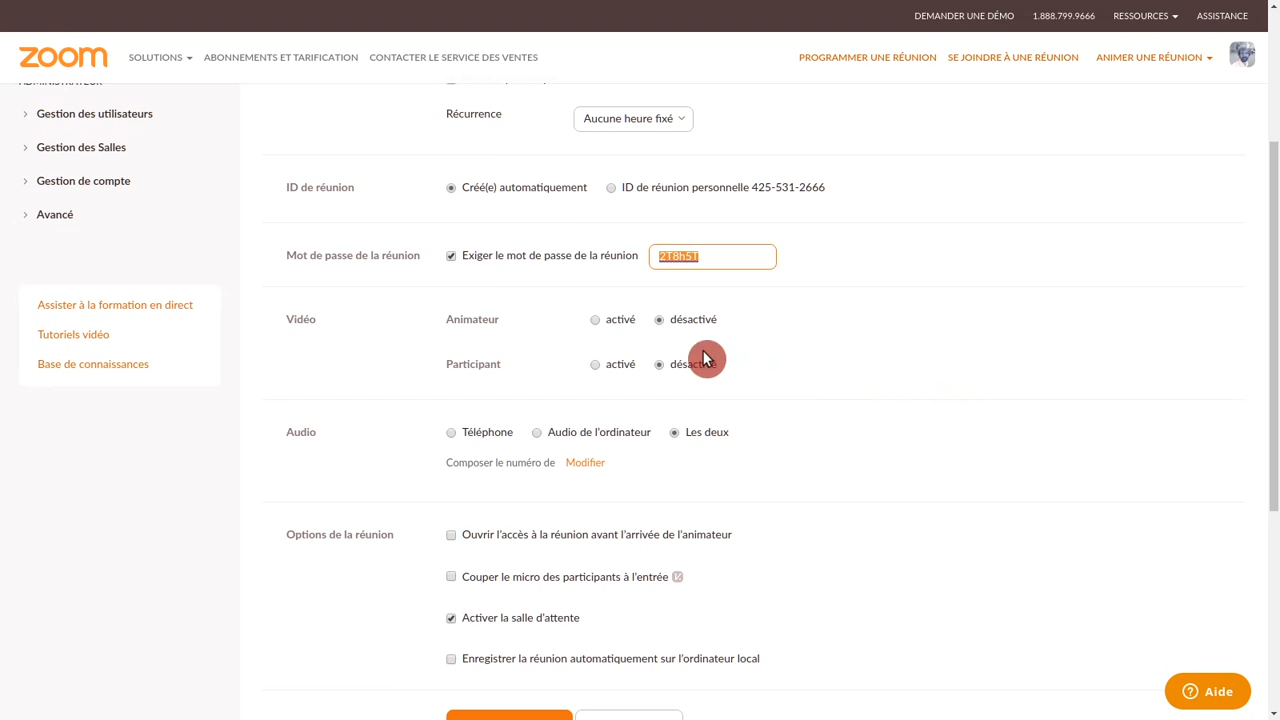 DEMANDER UNE DÉMO 1.888.799.9666 RESSOURCES ASSISTANCE
zoom SOLUTIONS ABONNEMENTS ET TARIFICATION CONTACTER LE SERVICE DES VENTES PROGRAMMER UNE RÉUNION SE JOINDRE À UNE RÉUNION ANIMER UNE RÉUNION
ADMINISTRATEUR
Gestion des utilisateurs
Gestion des Salles
Gestion de compte
Avancé
Assister à la formation en direct
Tutoriels vidéo
Base de connaissances
Récurrence Aucune heure fixé
ID de réunion Créé(e) automatiquement ID de réunion personnelle 425-531-2666
Mot de passe de la réunion Exiger le mot de passe de la réunion 2T8h5T
Vidéo Animateur activé désactivé
Participant activé désactivé
Audio Téléphone Audio de l'ordinateur Les deux
Composer le numéro de Modifier
Options de la réunion Ouvrir l'accès à la réunion avant l'arrivée de l'animateur
Couper le micro des participants à l'entrée
Activer la salle d'attente
Enregistrer la réunion automatiquement sur l'ordinateur local
Aide